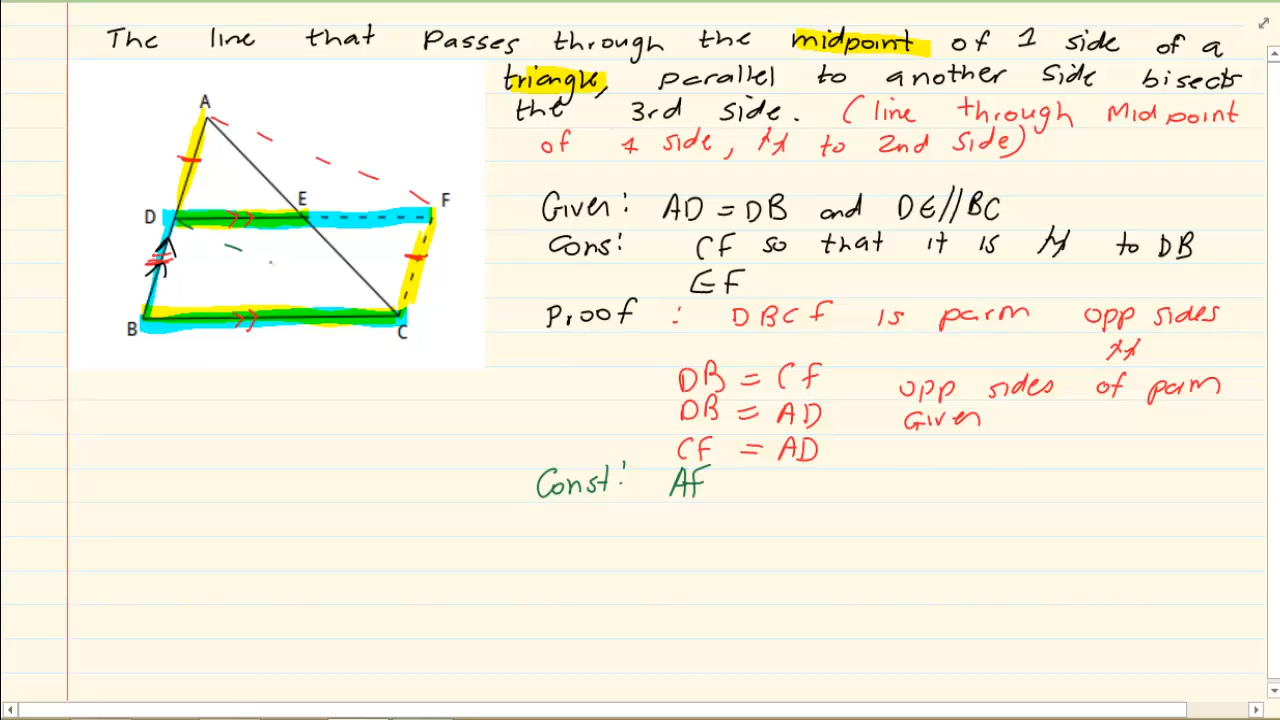 The line that passes through the midpoint of 1 side of a
triangle, parallel to another side bisects
the 3rd side. (line through Midpoint
of 1 side, // to 2nd side)
A
D
E
F
B
C
Given: AD = DB and DE//BC
Cons: CF so that it is // to DB
EF
Proof : DBCF is parm opp sides
//
DB = CF opp sides of parm
DB = AD Given
CF = AD
Const: AF